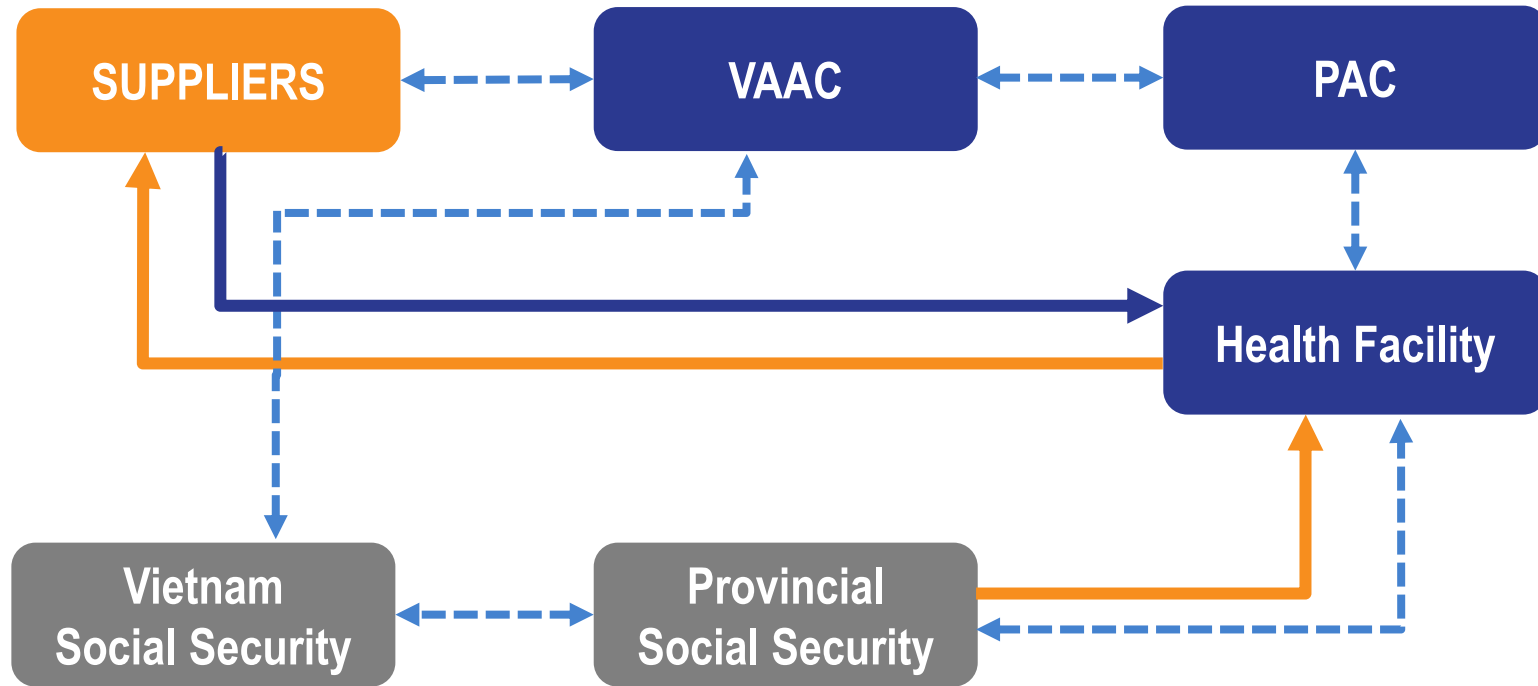 SUPPLIERS
VAAC
PAC
Health Facility
Vietnam
Social Security
Provincial
Social Security